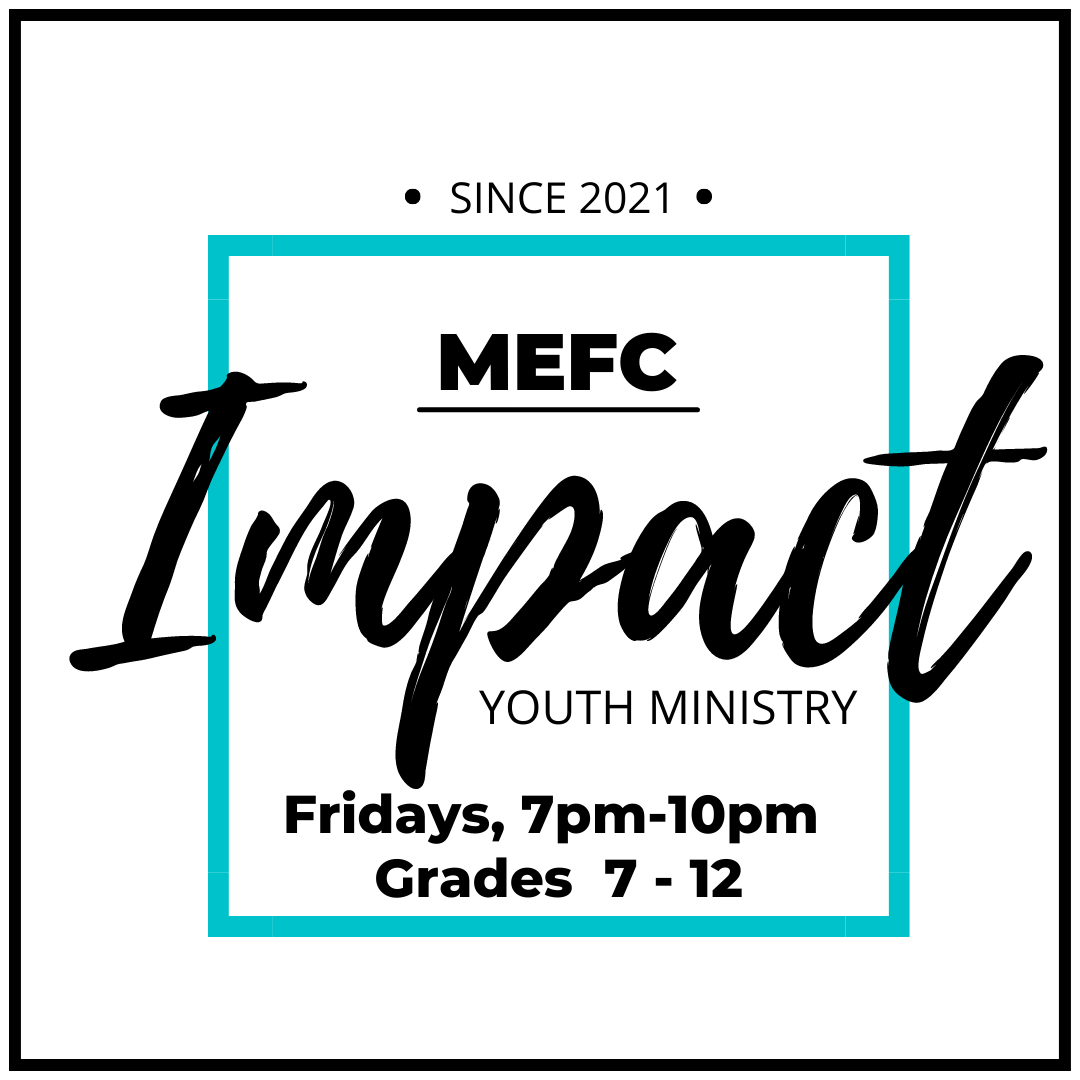 • SINCE 2021 •
MEFC
Impact
YOUTH MINISTRY
Fridays, 7pm-10pm
Grades 7 - 12